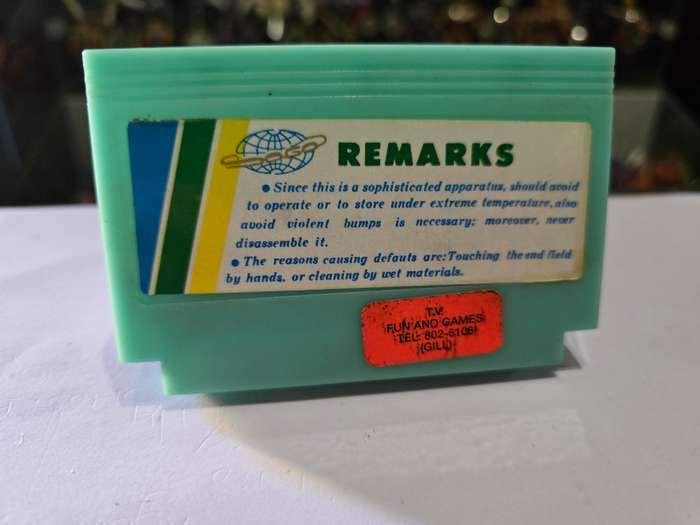 REMARKS
● Since this is a sophisticated apparatus, should avoid
to operate or to store under extreme temperature, also
avoid violent bumps is necessary; moreover, never
disassemble it.
● The reasons causing defauts are: Touching the end field
by hands, or cleaning by wet materials.
T.V.
FUN AND GAMES
TEL: 802-6106
(GILL)